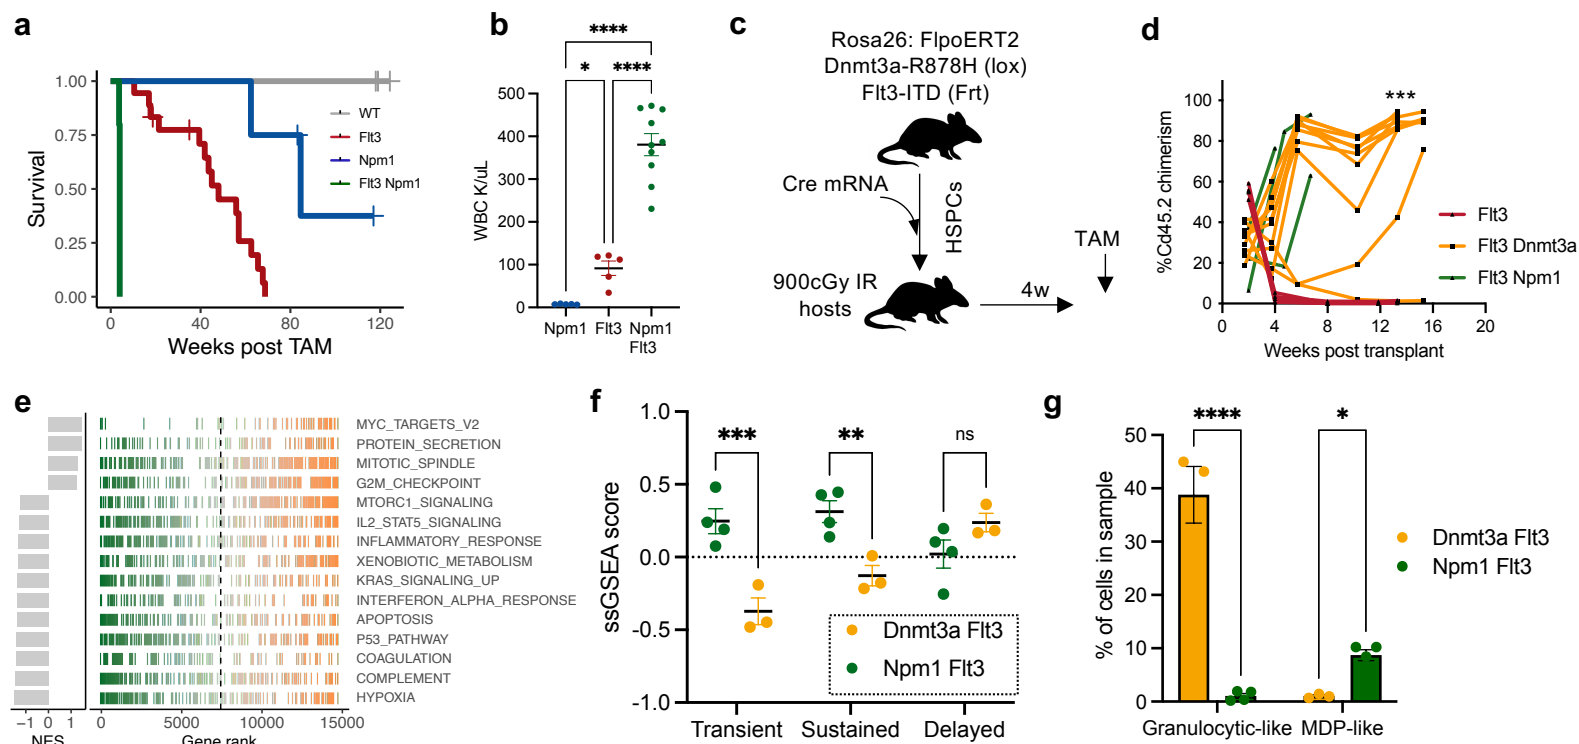 a
1.00
0.75
0.50
0.25
0.00
Survival
0
40
80
120
Weeks post TAM
WT
Flt3
Npm1
Flt3 Npm1
b
****
* ****
500
400
300
200
100
0
WBC K/uL
Npm1 Flt3 Npm1
Flt3
c
Rosa26: FlpoERT2
Dnmt3a-R878H (lox)
Flt3-ITD (Frt)
Cre mRNA
HSPCs
TAM
900cGy IR
hosts
4w
d
***
100
80
60
40
20
0
%Cd45.2 chimerism
0 4 8 12 16 20
Weeks post transplant
Flt3
Flt3 Dnmt3a
Flt3 Npm1
e
MYC_TARGETS_V2
PROTEIN_SECRETION
MITOTIC_SPINDLE
G2M_CHECKPOINT
MTORC1_SIGNALING
IL2_STAT5_SIGNALING
INFLAMMATORY_RESPONSE
XENOBIOTIC_METABOLISM
KRAS_SIGNALING_UP
INTERFERON_ALPHA_RESPONSE
APOPTOSIS
P53_PATHWAY
COAGULATION
COMPLEMENT
HYPOXIA
−1 0 1
NES
0 5000 10000 15000
Gene rank
f
1.0
0.5
0.0
-0.5
-1.0
ssGSEA score
*** ** ns
Dnmt3a Flt3
Npm1 Flt3
Transient Sustained Delayed
g
**** *
50
40
30
20
10
0
% of cells in sample
Granulocytic-like MDP-like
Dnmt3a Flt3
Npm1 Flt3